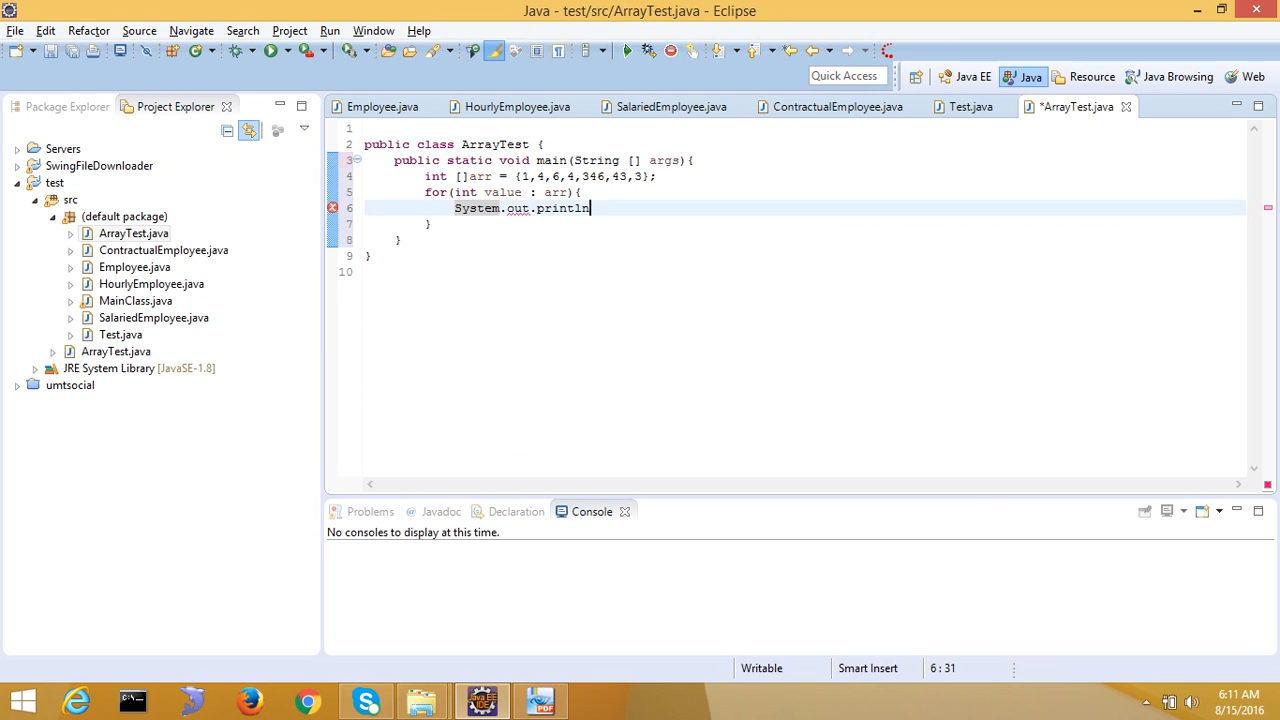 Java - test/src/ArrayTest.java - Eclipse
File Edit Refactor Source Navigate Search Project Run Window Help
Quick Access Java EE Java Resource Java Browsing Web
Package Explorer Project Explorer
Employee.java HourlyEmployee.java SalariedEmployee.java ContractualEmployee.java Test.java *ArrayTest.java
Servers
SwingFileDownloader
test
src
(default package)
ArrayTest.java
ContractualEmployee.java
Employee.java
HourlyEmployee.java
MainClass.java
SalariedEmployee.java
Test.java
ArrayTest.java
JRE System Library [JavaSE-1.8]
umtsocial
1
2 public class ArrayTest {
3 public static void main(String [] args){
4 int []arr = {1,4,6,4,346,43,3};
5 for(int value : arr){
6 System.out.println
7 }
8 }
9 }
10
Problems @ Javadoc Declaration Console
No consoles to display at this time.
Writable Smart Insert 6 : 31
Java EE IDE
PDF
6:11 AM
8/15/2016